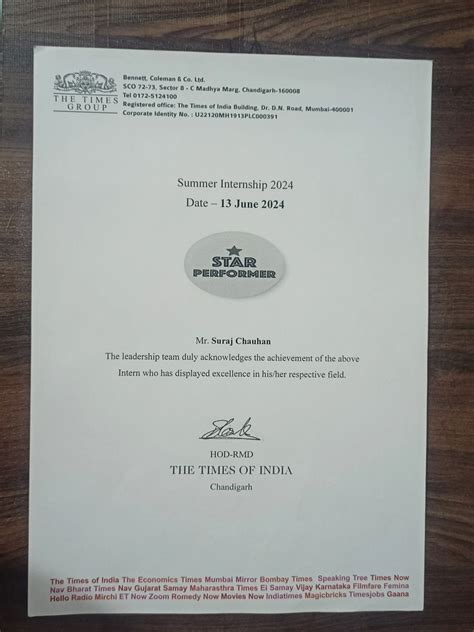 THE TIMES
GROUP
Bennett, Coleman & Co. Ltd.
SCO 72-73, Sector 8 - C Madhya Marg, Chandigarh-160008
Tel 0172-5124100
Registered office: The Times of India Building, Dr. D.N. Road, Mumbai-400001
Corporate Identity No. : U22120MH1913PLC000391
Summer Internship 2024
Date – 13 June 2024
STAR
PERFORMER
Mr. Suraj Chauhan
The leadership team duly acknowledges the achievement of the above
Intern who has displayed excellence in his/her respective field.
HOD-RMD
THE TIMES OF INDIA
Chandigarh
The Times of India The Economics Times Mumbai Mirror Bombay Times Speaking Tree Times Now
Nav Bharat Times Nav Gujarat Samay Maharasthra Times Ei Samay Vijay Karnataka Filmfare Femina
Hello Radio Mirchi ET Now Zoom Romedy Now Movies Now Indiatimes Magicbricks Timesjobs Gaana